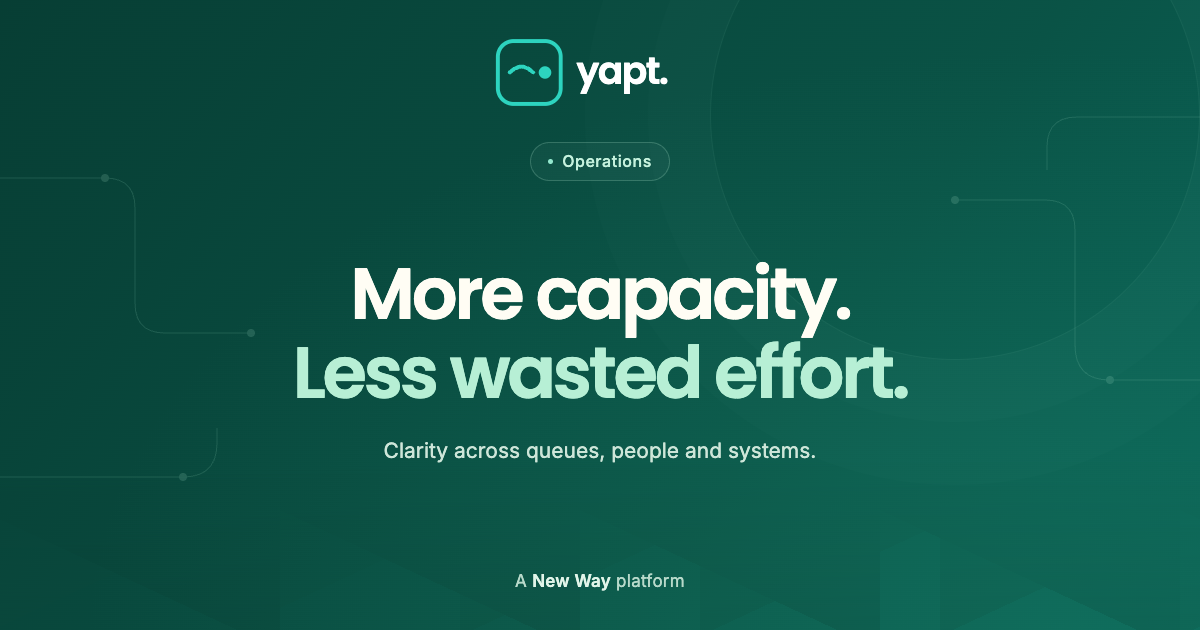 yapt.
• Operations
More capacity.
Less wasted effort.
Clarity across queues, people and systems.
A New Way platform